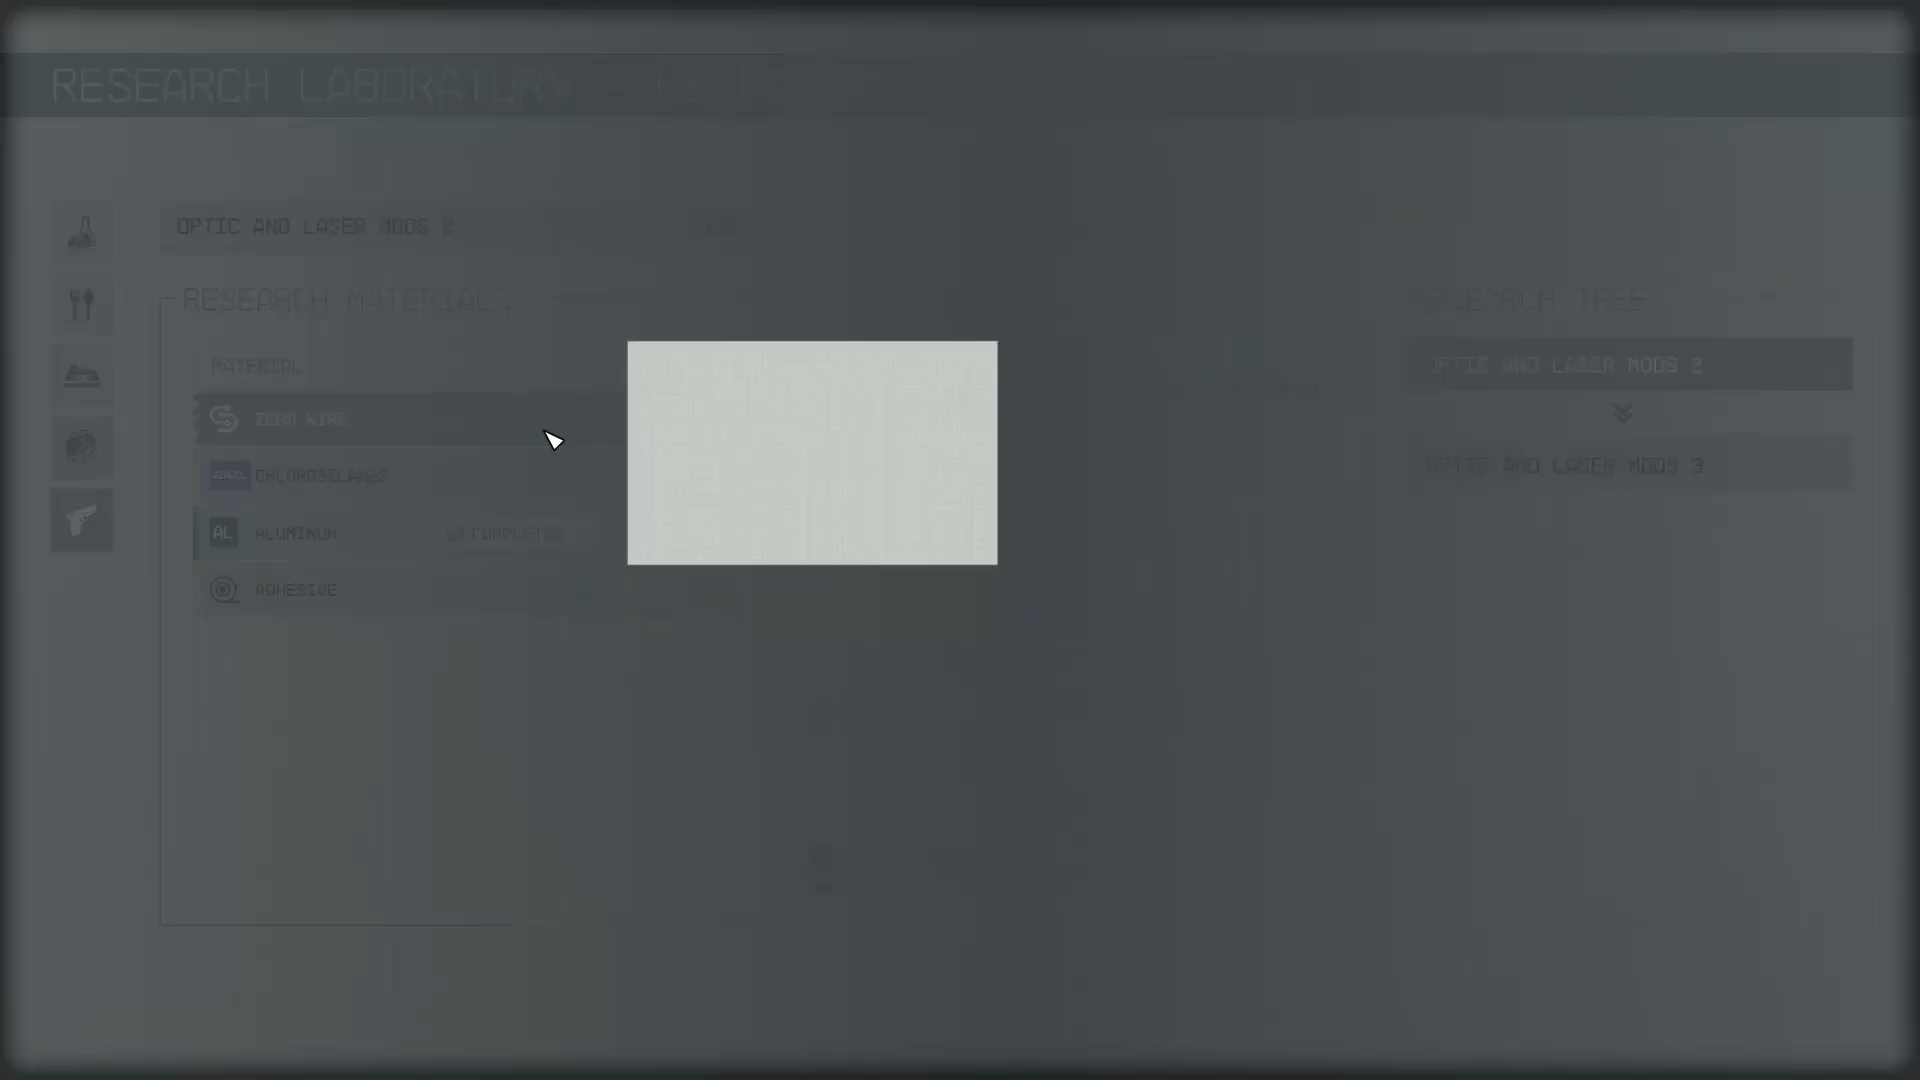 RESEARCH LABORATORY
OPTIC AND LASER MODS 2
RESEARCH MATERIALS
MATERIAL
ZERO WIRE
CHLOROSILANES
AL ALUMINUM COMPLETED
ADHESIVE
RESEARCH TREE
OPTIC AND LASER MODS 2
OPTIC AND LASER MODS 3